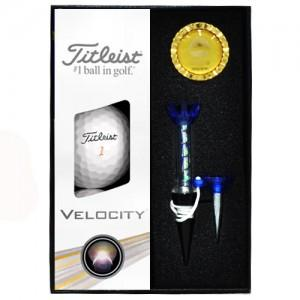 Titleist
#1 ball in golf.
Titleist
1
VELOCITY